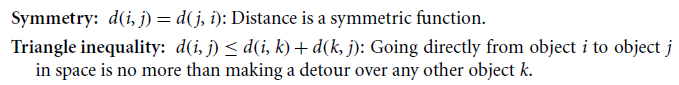 Symmetry: d(i, j) = d(j, i): Distance is a symmetric function.
Triangle inequality: d(i, j) ≤ d(i, k) + d(k, j): Going directly from object i to object j
in space is no more than making a detour over any other object k.